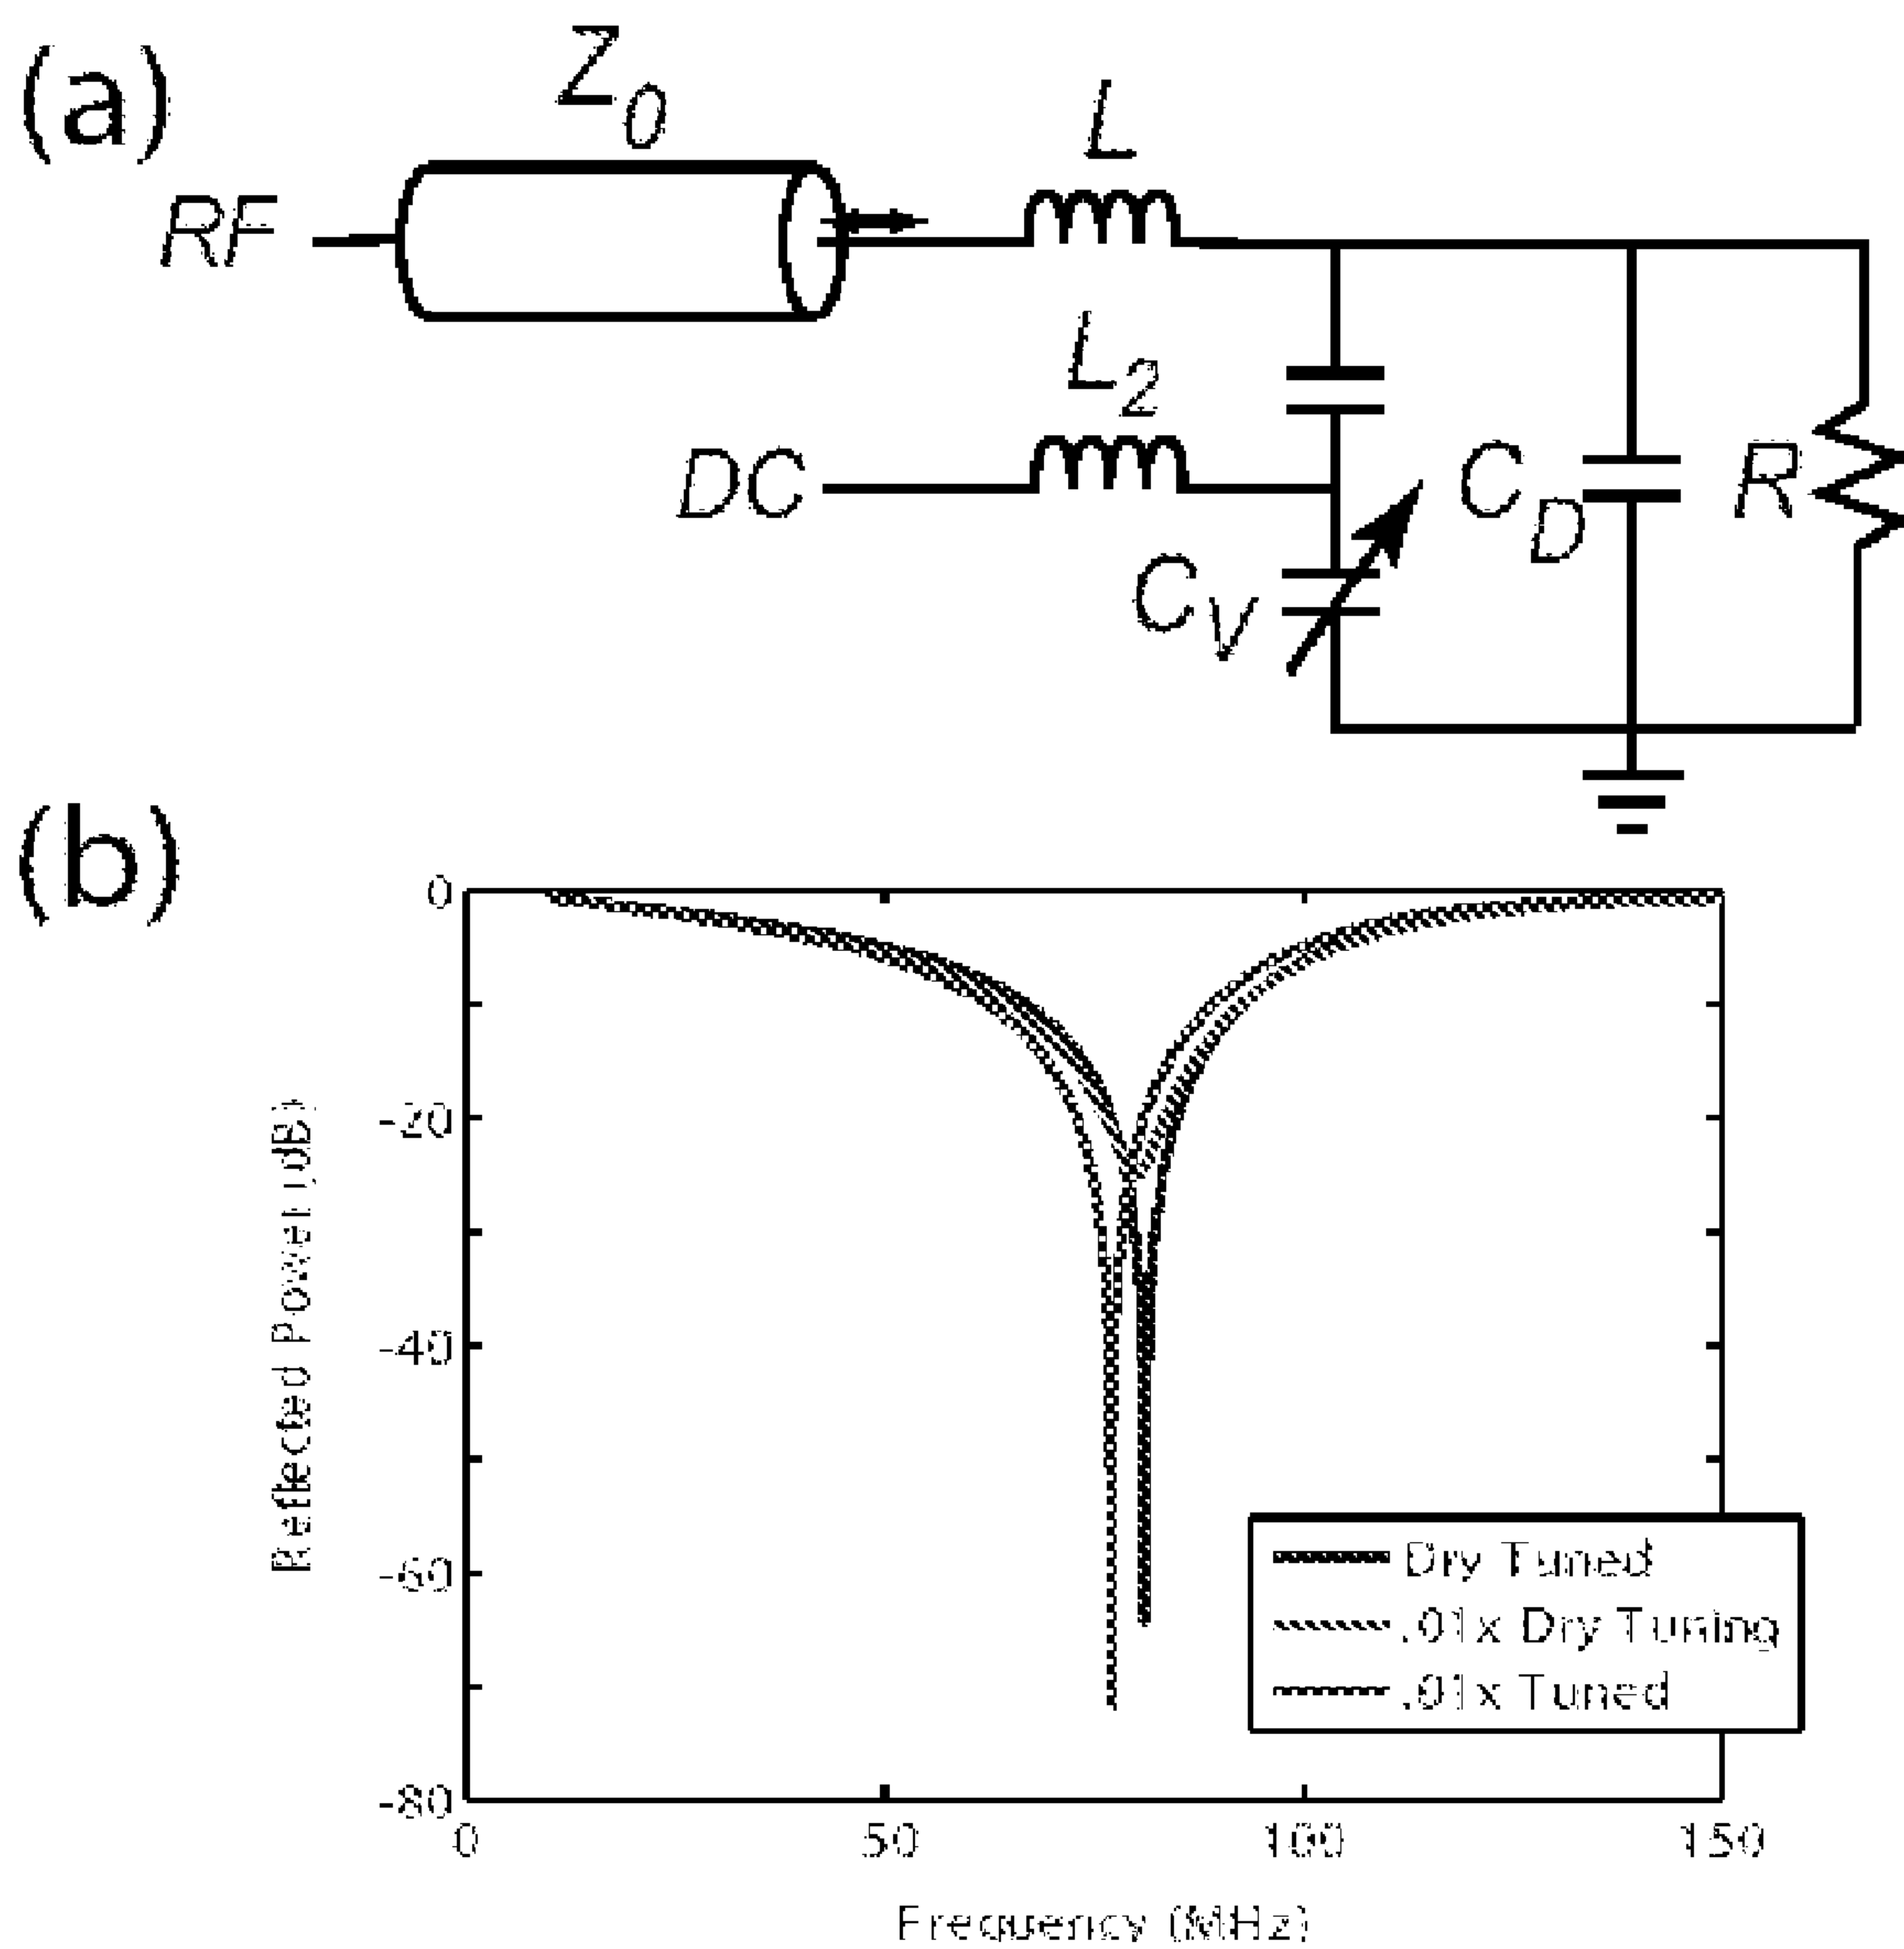 (a)
Z0
L
RF
L2
DC
CD
R
CV
(b)
0
-20
-40
-60
-80
0
50
100
150
Reflected Power (dB)
Frequency (MHz)
Dry Tuned
.01x Dry Tuning
.01x Tuned